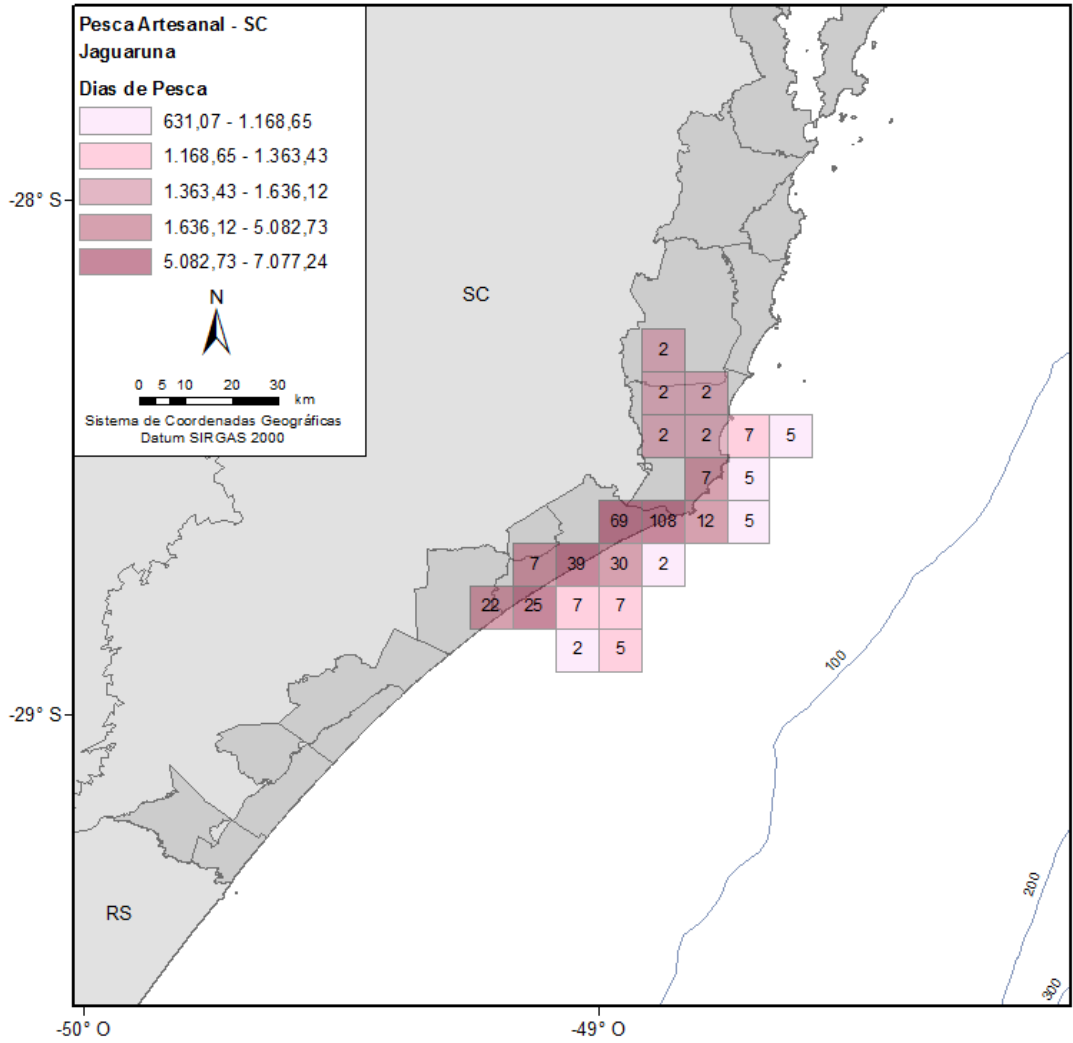 Pesca Artesanal - SC
Jaguaruna
Dias de Pesca
631,07 - 1.168,65
1.168,65 - 1.363,43
1.363,43 - 1.636,12
1.636,12 - 5.082,73
5.082,73 - 7.077,24
N
0 5 10 20 30 km
Sistema de Coordenadas Geográficas
Datum SIRGAS 2000
-28° S
SC
2
2 2
2 2 7 5
7 5
69 108 12 5
7 39 30 2
22 25 7 7
2 5
100
-29° S
200
RS
300
-50° O -49° O